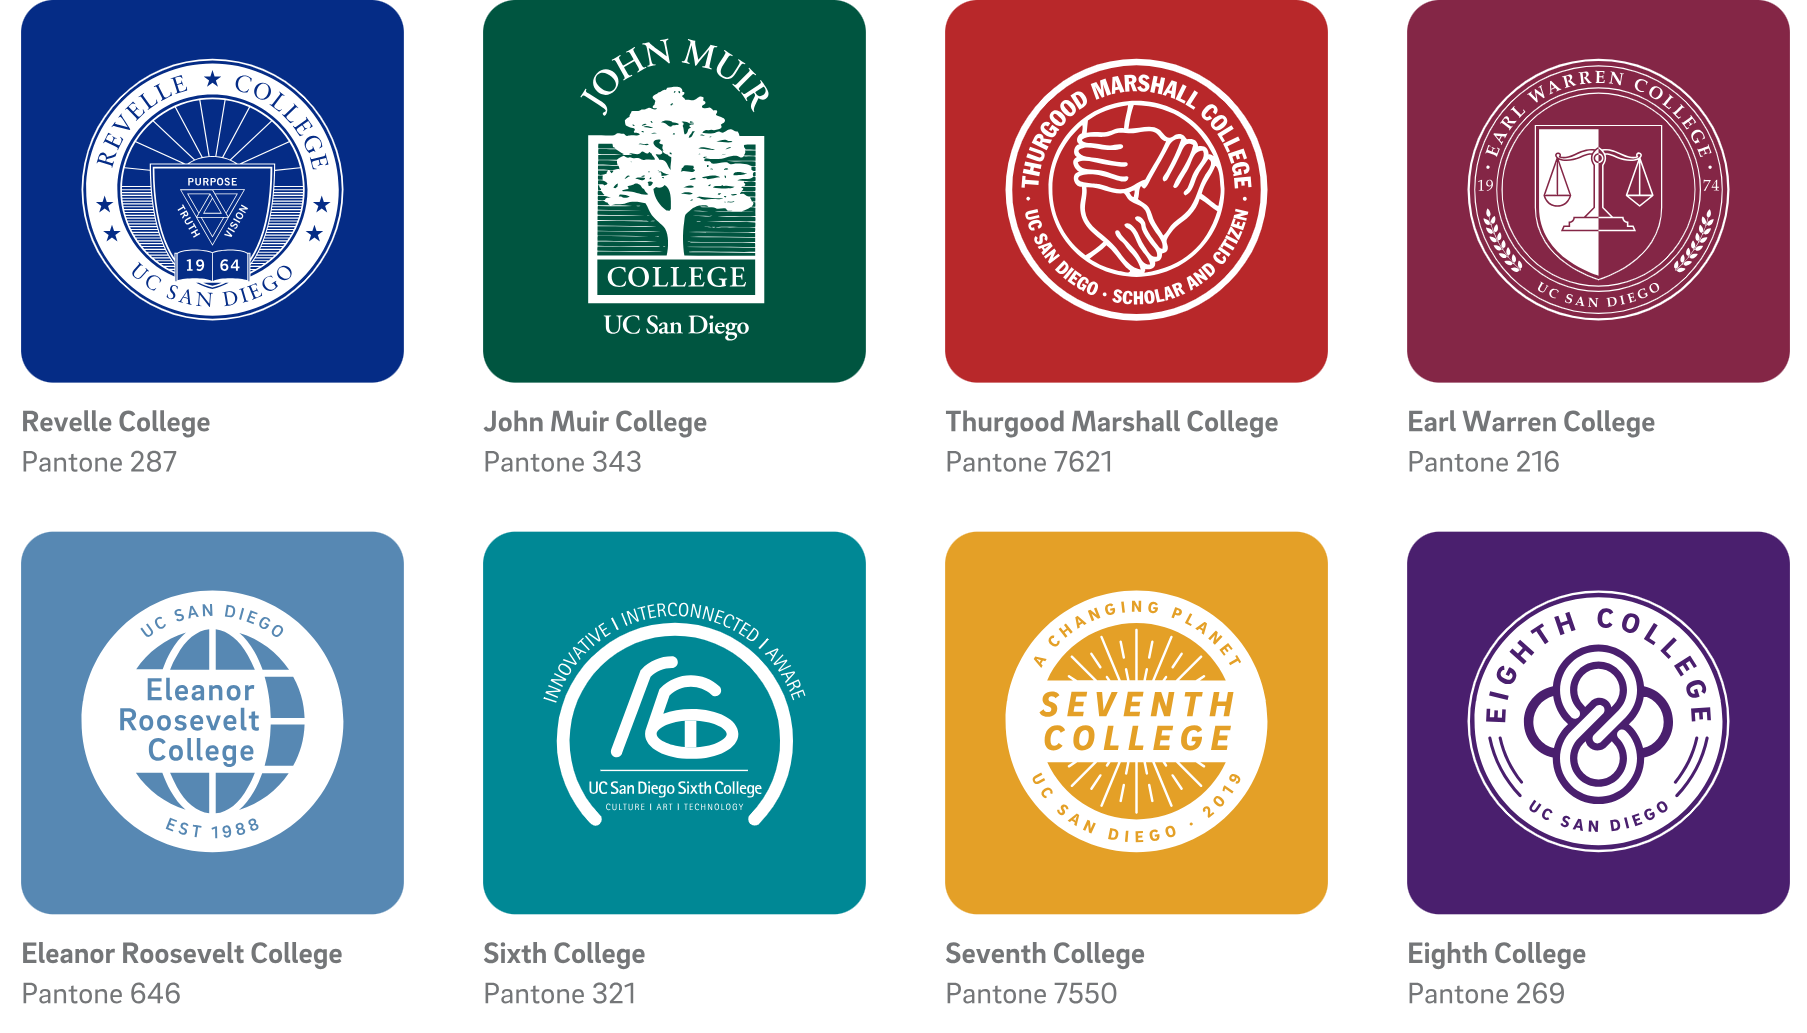 REVELLE ★ COLLEGE
PURPOSE
TRUTH
VISION
19 64
UC SAN DIEGO
Revelle College
Pantone 287
JOHN MUIR
COLLEGE
UC San Diego
John Muir College
Pantone 343
THURGOOD MARSHALL COLLEGE
· UC SAN DIEGO · SCHOLAR AND CITIZEN ·
Thurgood Marshall College
Pantone 7621
· EARL WARREN COLLEGE ·
19 74
UC SAN DIEGO
Earl Warren College
Pantone 216
UC SAN DIEGO
Eleanor
Roosevelt
College
EST 1988
Eleanor Roosevelt College
Pantone 646
INNOVATIVE | INTERCONNECTED | AWARE
UC San Diego Sixth College
CULTURE | ART | TECHNOLOGY
Sixth College
Pantone 321
A CHANGING PLANET
SEVENTH
COLLEGE
UC SAN DIEGO · 2019
Seventh College
Pantone 7550
EIGHTH COLLEGE
UC SAN DIEGO
Eighth College
Pantone 269